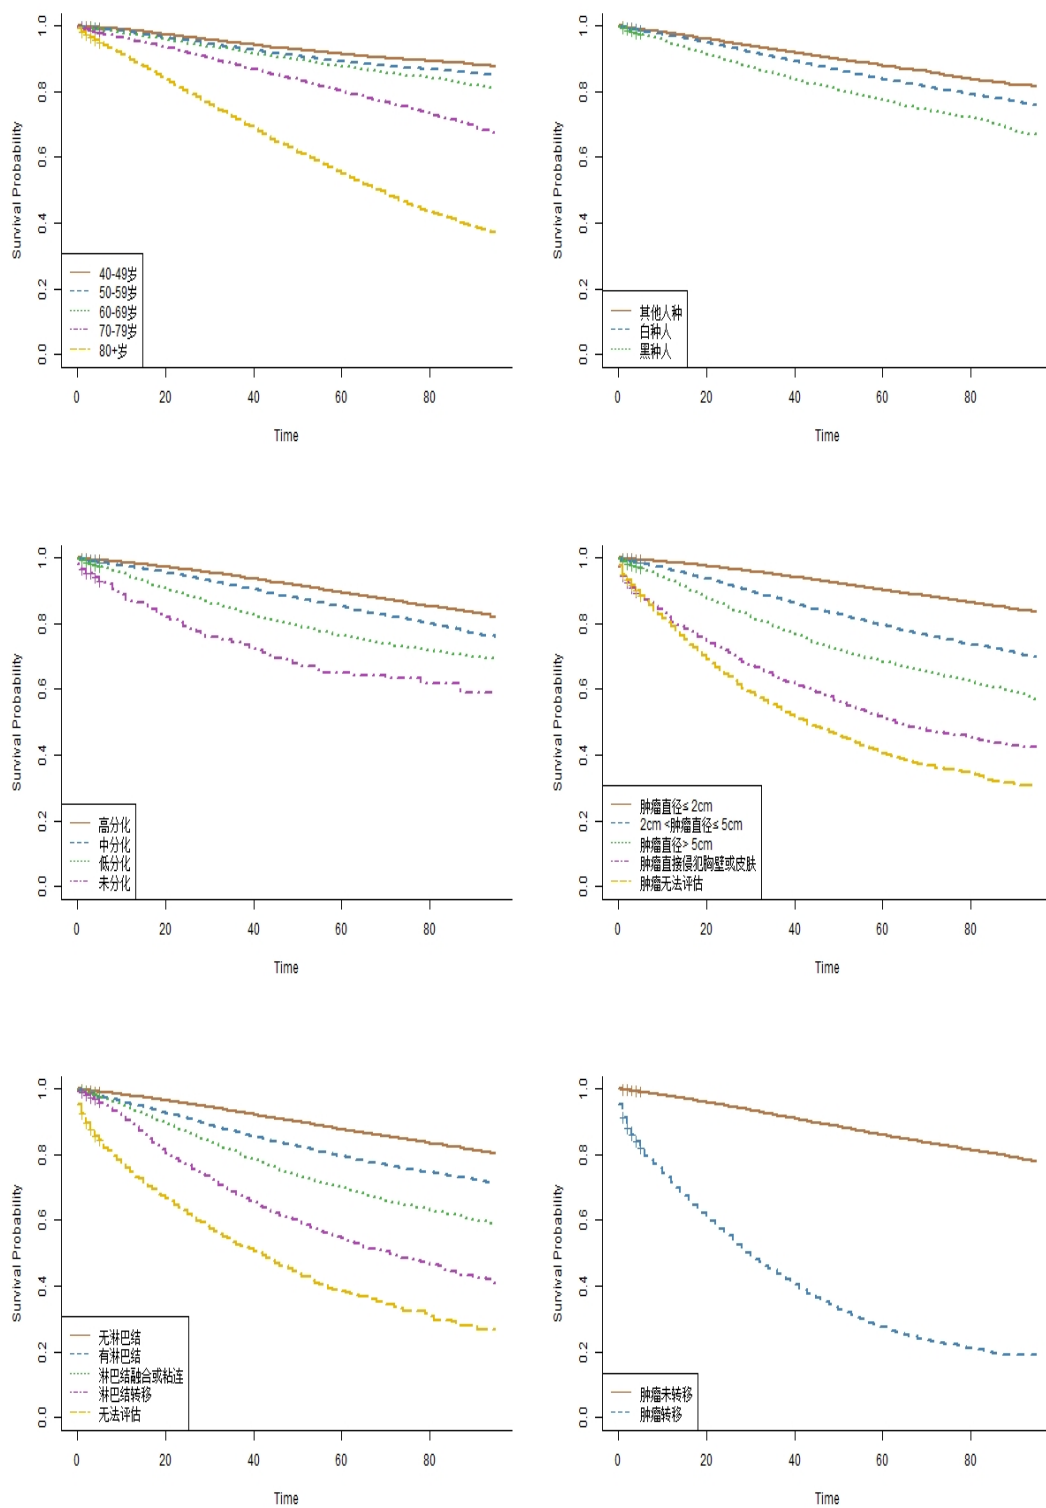 Survival Probability
1.0
0.8
0.6
0.4
0.2
0.0
40-49岁
50-59岁
60-69岁
70-79岁
80+岁
0 20 40 60 80
Time
Survival Probability
1.0
0.8
0.6
0.4
0.2
0.0
其他人种
白种人
黑种人
0 20 40 60 80
Time
Survival Probability
1.0
0.8
0.6
0.4
0.2
0.0
高分化
中分化
低分化
未分化
0 20 40 60 80
Time
Survival Probability
1.0
0.8
0.6
0.4
0.2
0.0
肿瘤直径≤ 2cm
2cm <肿瘤直径≤ 5cm
肿瘤直径> 5cm
肿瘤直接侵犯胸壁或皮肤
肿瘤无法评估
0 20 40 60 80
Time
Survival Probability
1.0
0.8
0.6
0.4
0.2
0.0
无淋巴结
有淋巴结
淋巴结融合或粘连
淋巴结转移
无法评估
0 20 40 60 80
Time
Survival Probability
1.0
0.8
0.6
0.4
0.2
0.0
肿瘤未转移
肿瘤转移
0 20 40 60 80
Time